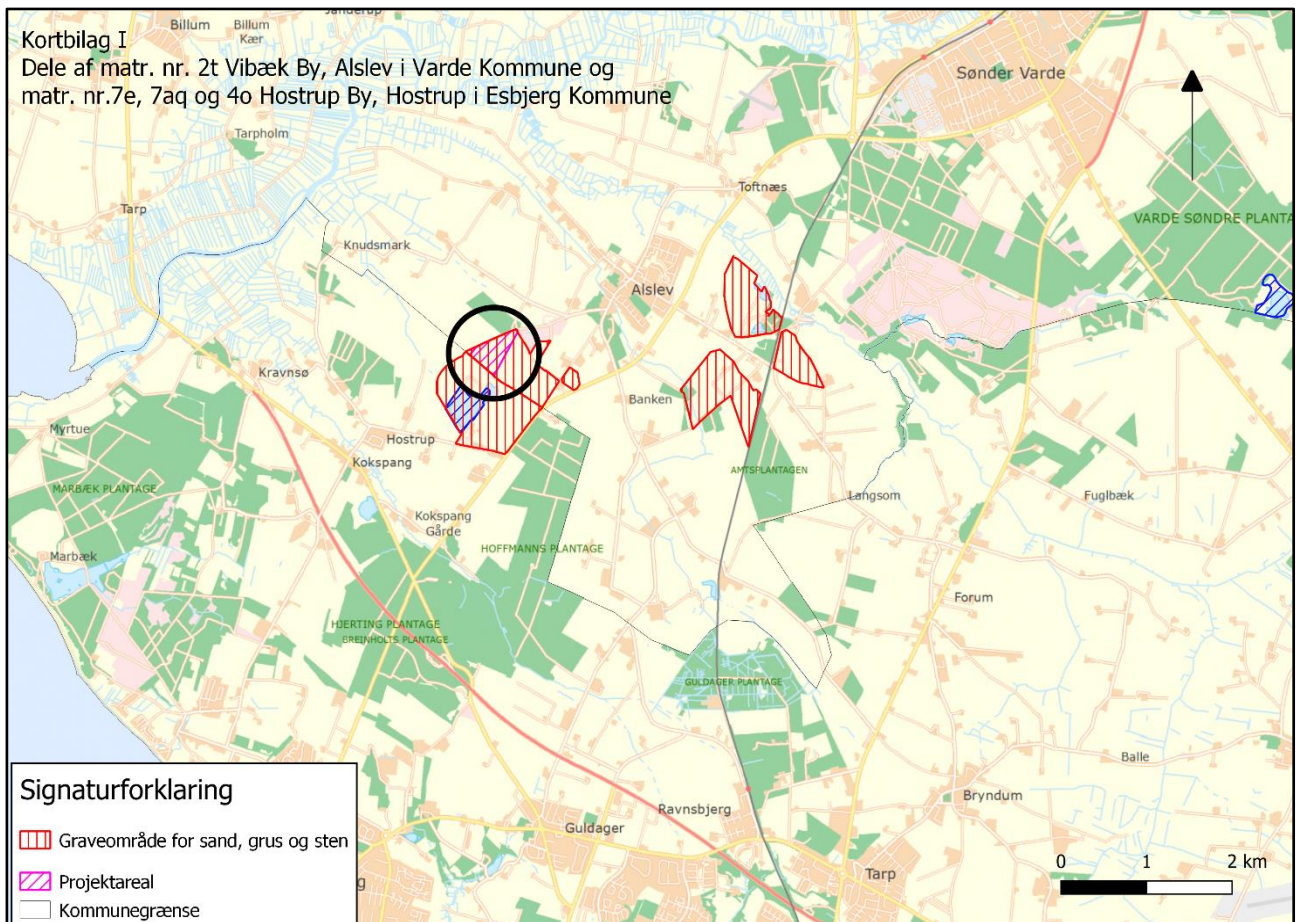 Janderup
Billum
Billum
Kær
Kortbilag I
Dele af matr. nr. 2t Vibæk By, Alslev i Varde Kommune og
matr. nr.7e, 7aq og 4o Hostrup By, Hostrup i Esbjerg Kommune
Sønder Varde
Tarpholm
Toftnæs
Tarp
VARDE SØNDRE PLANTA
Knudsmark
Alslev
Kravnsø
Banken
Myrtue
Hostrup
Kokspang
AMTSPLANTAGEN
MARBÆK PLANTAGE
Langsom
Fuglbæk
Kokspang
Gårde
HOFFMANNS PLANTAGE
Marbæk
Forum
HJERTING PLANTAGE
BREINHOLTS PLANTAGE
GULDAGER PLANTAGE
Balle
Signaturforklaring
Bryndum
Ravnsbjerg
Guldager
Graveområde for sand, grus og sten
0 1 2 km
Tarp
Projektareal
g
Kommunegrænse